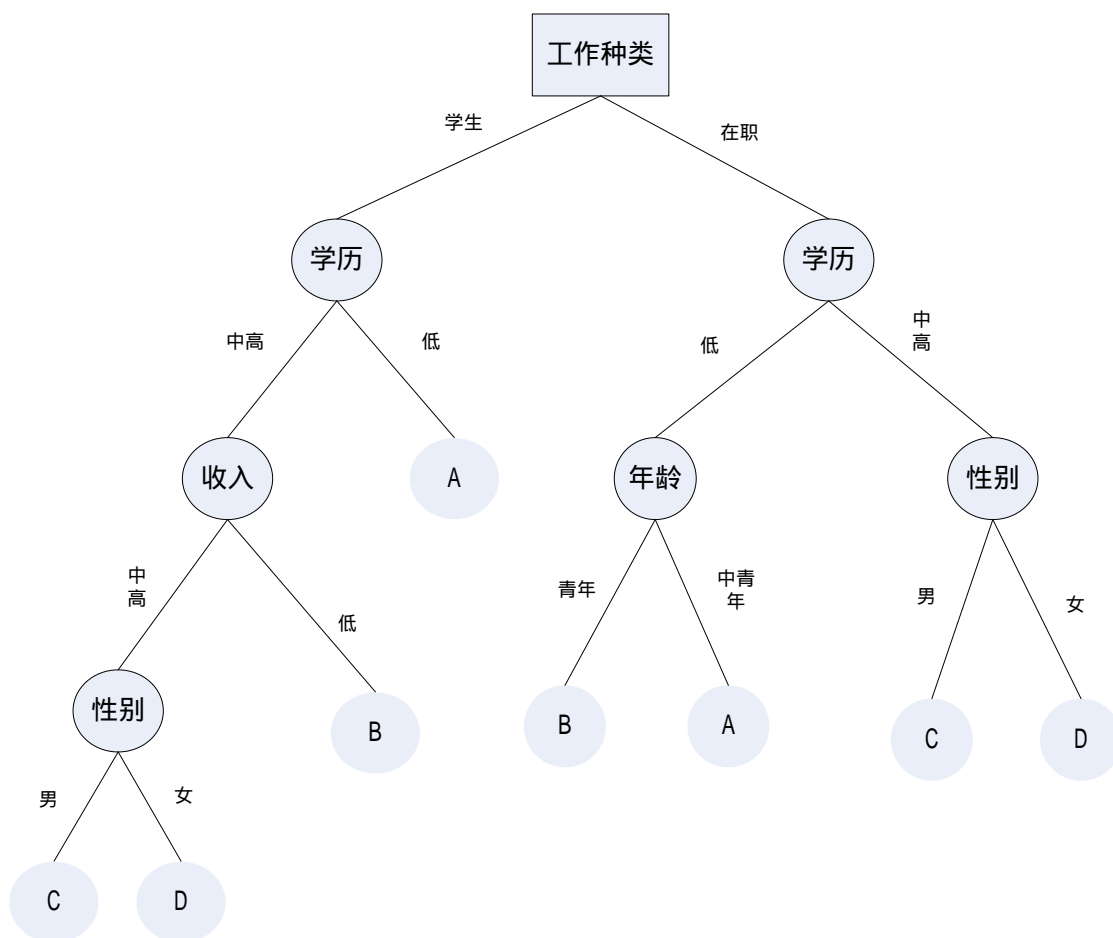 工作种类
学生
在职
学历
学历
中高
低
低
中
高
收入
A
年龄
性别
中
高
低
青年
中青
年
男
女
性别
B
B
A
C
D
男
女
C
D